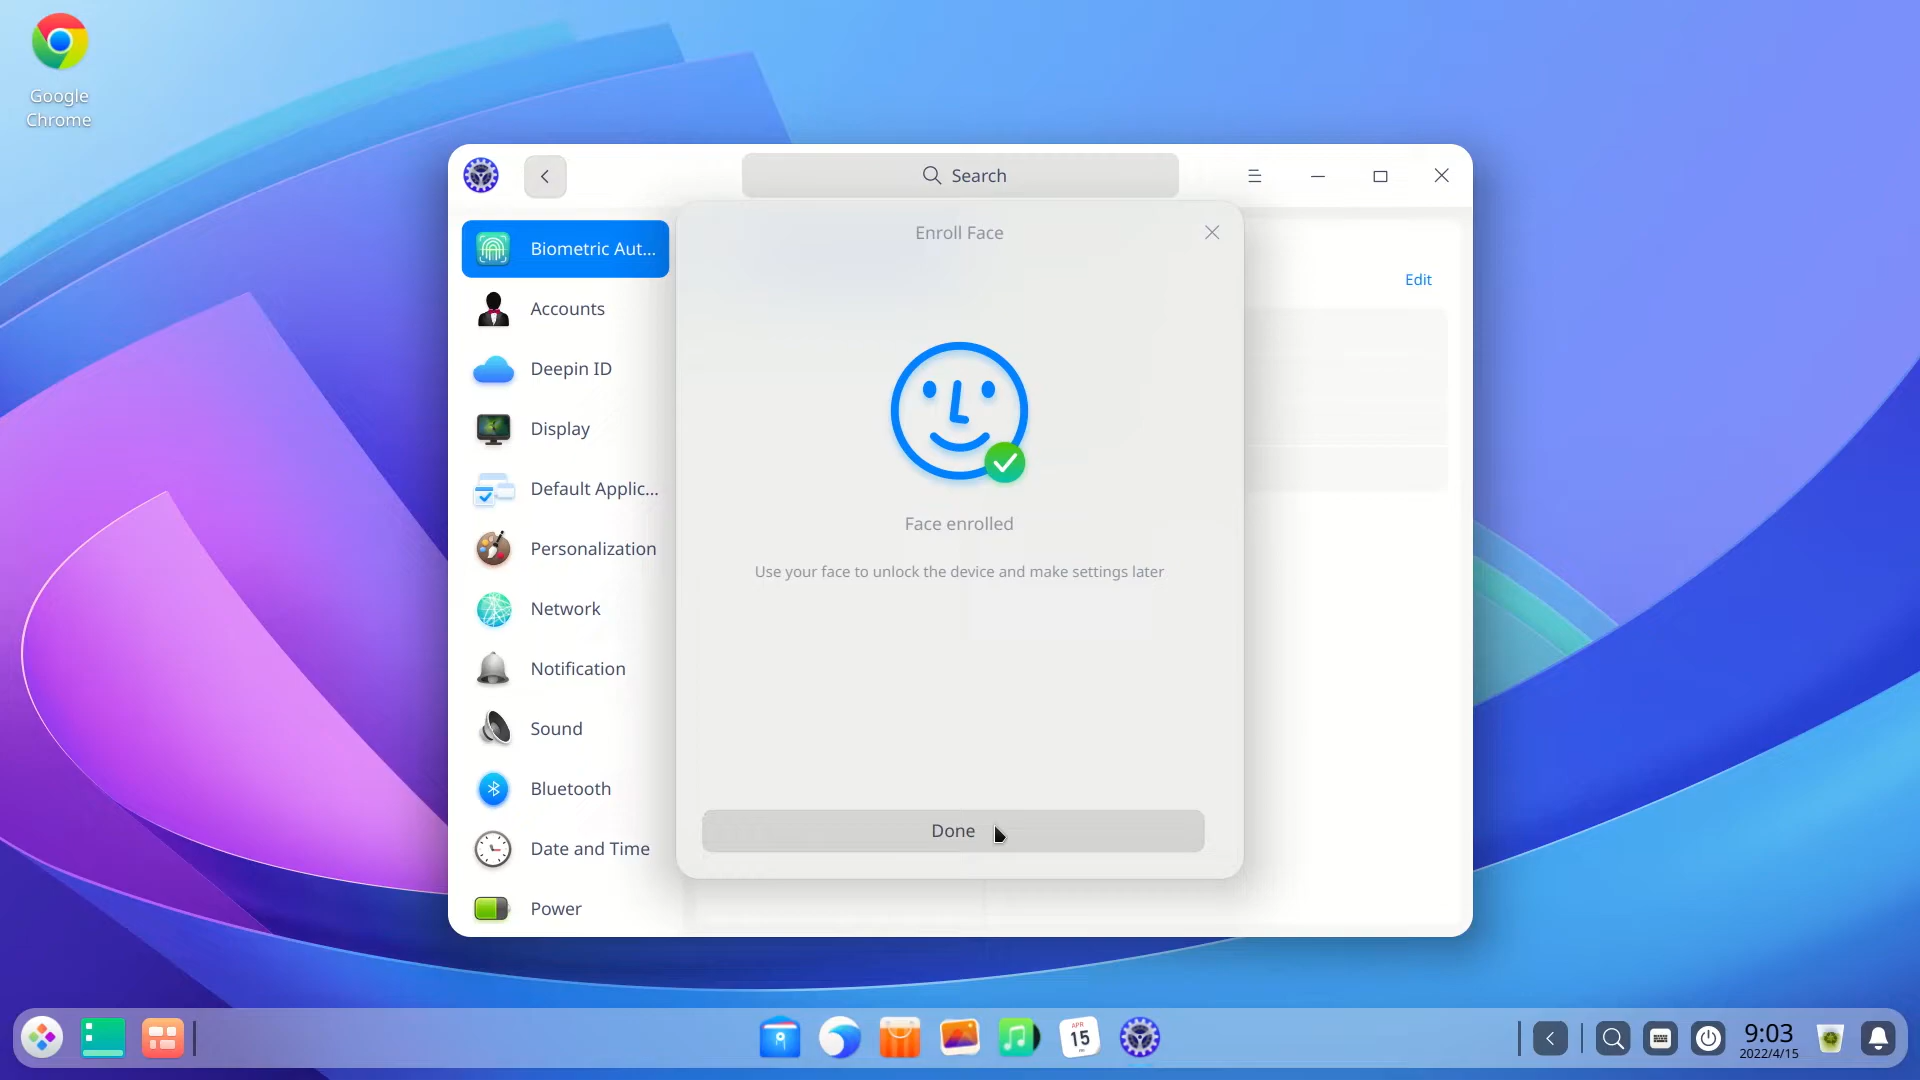 Google
Chrome
Search
Enroll Face
Biometric Aut...
Edit
Accounts
Deepin ID
Display
Default Applic...
Personalization
Network
Notification
Sound
Bluetooth
Date and Time
Power
Face enrolled
Use your face to unlock the device and make settings later
Done
APR
15
9:03
2022/4/15